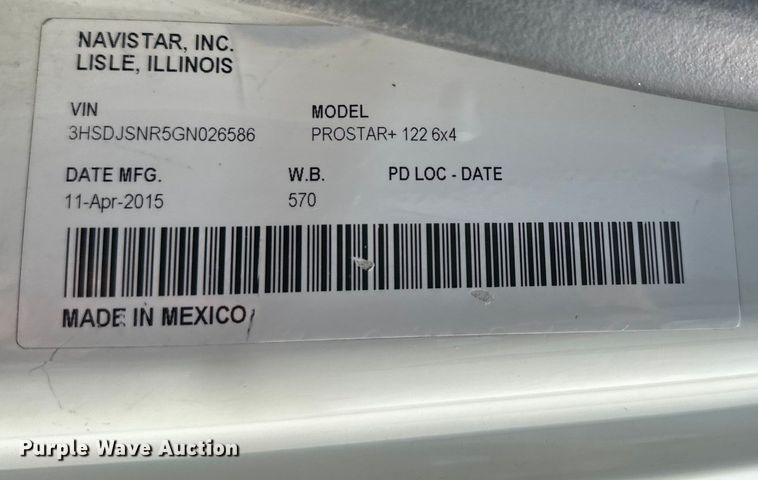 NAVISTAR, INC.
LISLE, ILLINOIS
VIN MODEL
3HSDJSNR5GN026586 PROSTAR+ 122 6x4
DATE MFG. W.B. PD LOC - DATE
11-Apr-2015 570
MADE IN MEXICO
Purple Wave Auction